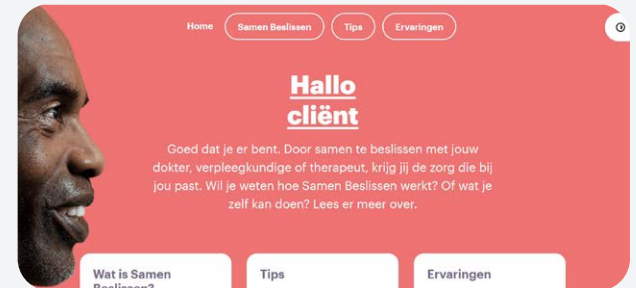 Home Samen Beslissen Tips Ervaringen
Hallo
cliënt
Goed dat je er bent. Door samen te beslissen met jouw
dokter, verpleegkundige of therapeut, krijg jij de zorg die bij
jou past. Wil je weten hoe Samen Beslissen werkt? Of wat je
zelf kan doen? Lees er meer over.
Wat is Samen
Beslissen?
Tips
Ervaringen